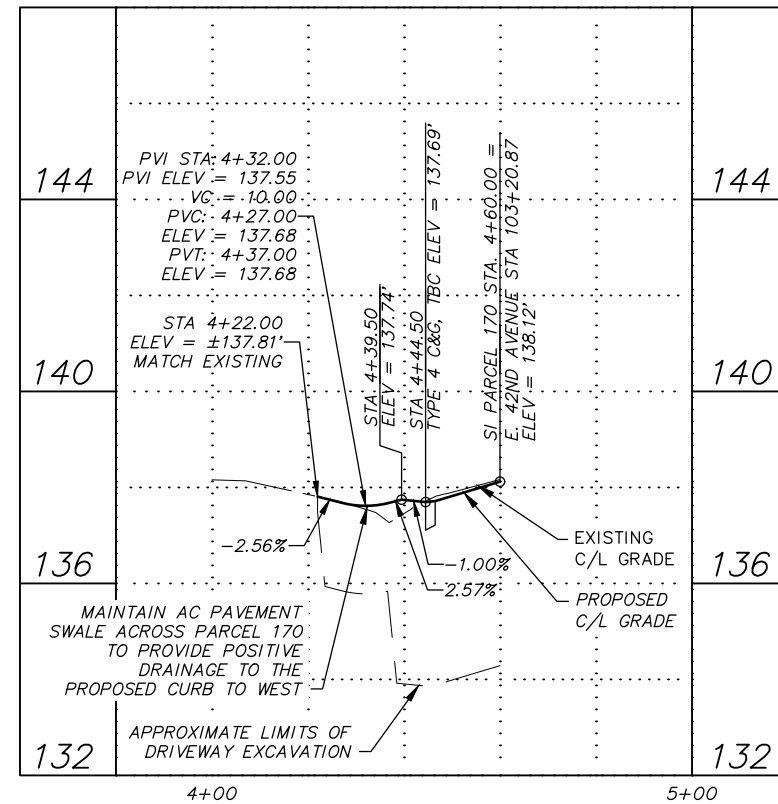 144
140
136
132
PVI STA: 4+32.00
PVI ELEV = 137.55
VC = 10.00
PVC: 4+27.00
ELEV = 137.68
PVT: 4+37.00
ELEV = 137.68
STA 4+22.00
ELEV = ±137.81'
MATCH EXISTING
STA 4+39.50
ELEV = 137.74'
STA 4+44.50
TYPE 4 C&G, TBC ELEV = 137.69'
SI PARCEL 170 STA. 4+60.00 =
E. 42ND AVENUE STA 103+20.87
ELEV = 138.12'
-2.56%
-1.00%
2.57%
EXISTING
C/L GRADE
PROPOSED
C/L GRADE
MAINTAIN AC PAVEMENT
SWALE ACROSS PARCEL 170
TO PROVIDE POSITIVE
DRAINAGE TO THE
PROPOSED CURB TO WEST
APPROXIMATE LIMITS OF
DRIVEWAY EXCAVATION
144
140
136
132
4+00
5+00